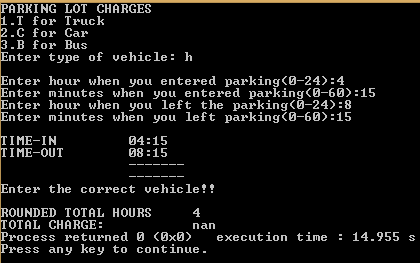 PARKING LOT CHARGES
1.T for Truck
2.C for Car
3.B for Bus
Enter type of vehicle: h
Enter hour when you entered parking(0-24):4
Enter minutes when you entered parking(0-60):15
Enter hour when you left the parking(0-24):8
Enter minutes when you left parking(0-60):15
TIME-IN 04:15
TIME-OUT 08:15
-------
-------
Enter the correct vehicle!!
ROUNDED TOTAL HOURS 4
TOTAL CHARGE: nan
Process returned 0 (0x0) execution time : 14.955 s
Press any key to continue.